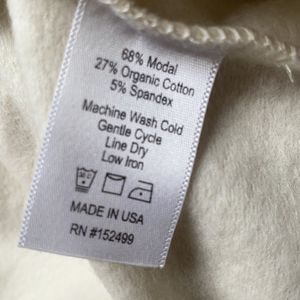 68% Modal
27% Organic Cotton
5% Spandex
Machine Wash Cold
Gentle Cycle
Line Dry
Low Iron
MADE IN USA
RN #152499